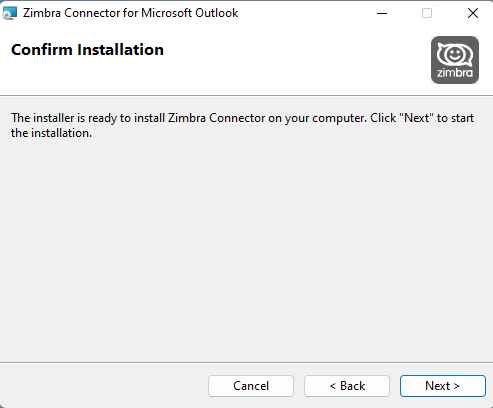 Zimbra Connector for Microsoft Outlook
Confirm Installation
zimbra
The installer is ready to install Zimbra Connector on your computer. Click "Next" to start
the installation.
Cancel
< Back
Next >